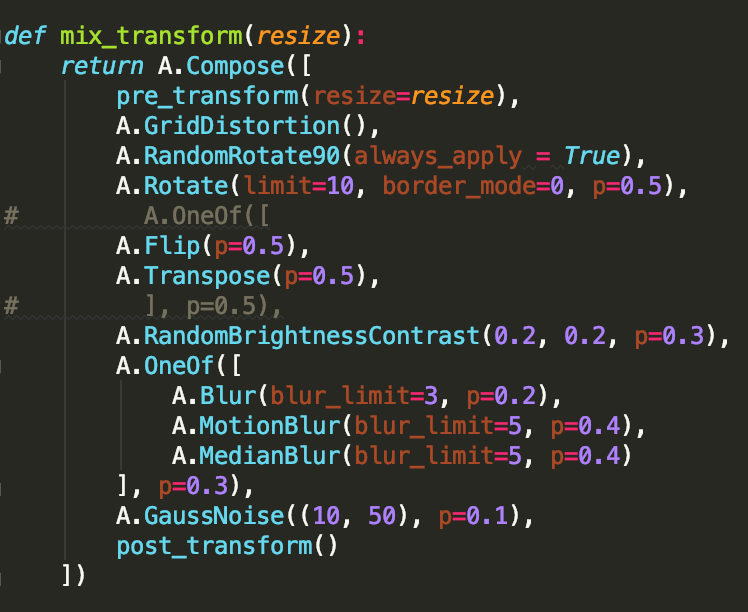 def mix_transform(resize):
    return A.Compose([
        pre_transform(resize=resize),
        A.GridDistortion(),
        A.RandomRotate90(always_apply = True),
        A.Rotate(limit=10, border_mode=0, p=0.5),
#         A.OneOf([
        A.Flip(p=0.5),
        A.Transpose(p=0.5),
#         ], p=0.5),
        A.RandomBrightnessContrast(0.2, 0.2, p=0.3),
        A.OneOf([
            A.Blur(blur_limit=3, p=0.2),
            A.MotionBlur(blur_limit=5, p=0.4),
            A.MedianBlur(blur_limit=5, p=0.4)
        ], p=0.3),
        A.GaussNoise((10, 50), p=0.1),
        post_transform()
    ])